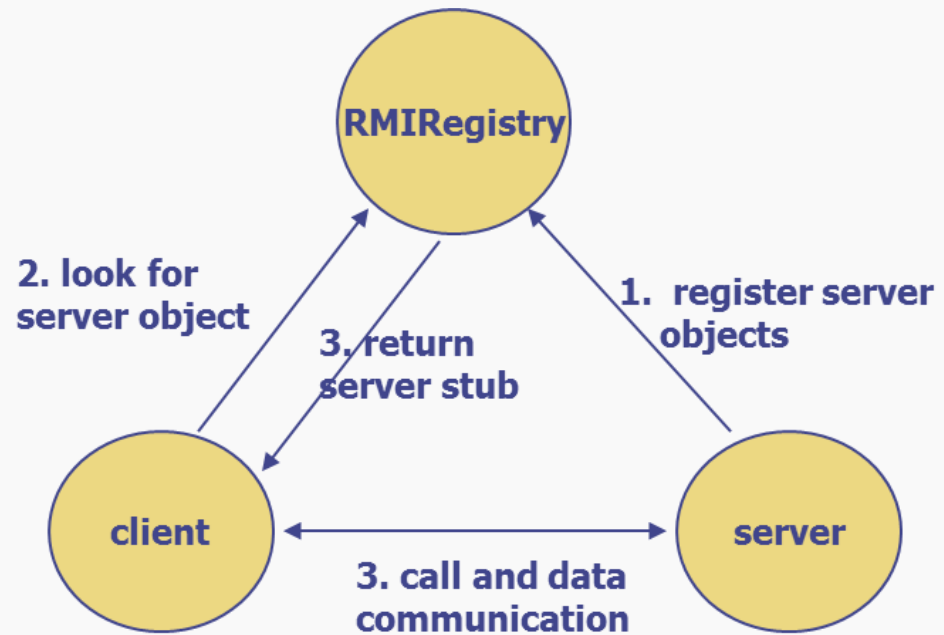 RMIRegistry
2. look for
server object
1. register server
objects
3. return
server stub
client
server
3. call and data
communication